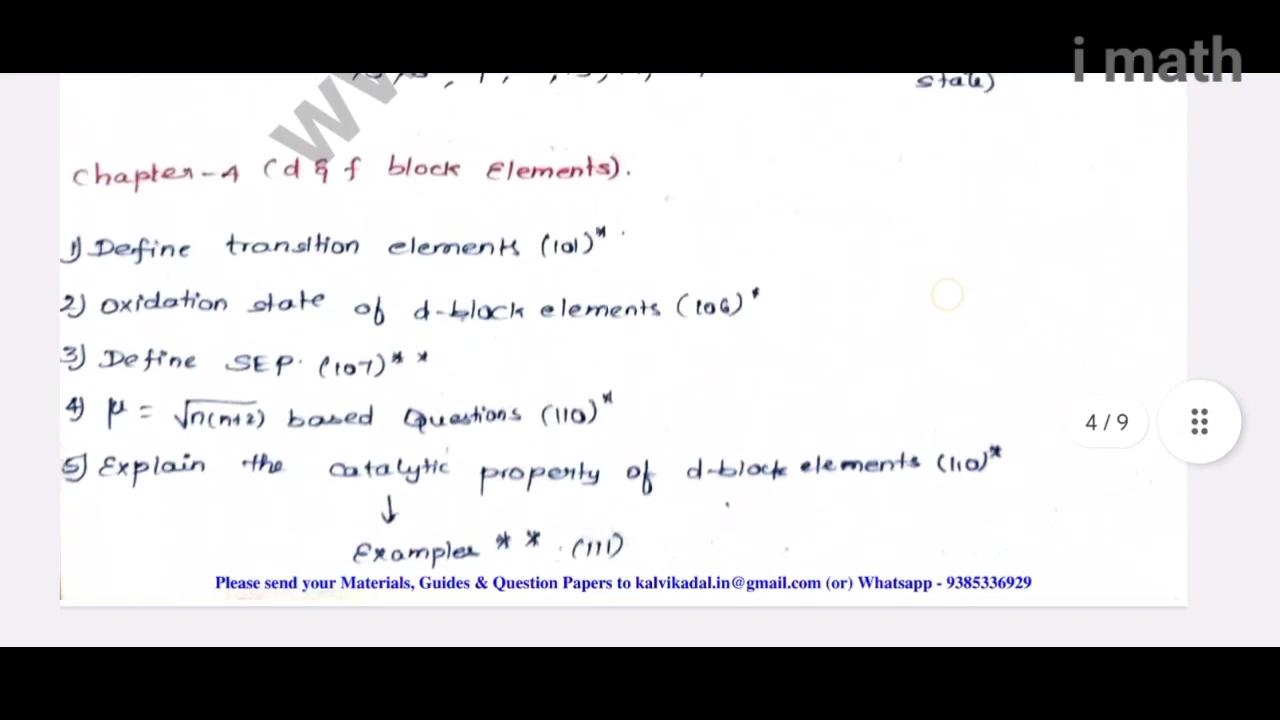 i math
state)
Chapter-4 (d & f block Elements).
1) Define transition elements (101)*
2) Oxidation state of d-block elements (106)*
3) Define SEP. (107)* *
4) μ = √n(n+2) based Questions (110)*
4 / 9
5) Explain the catalytic property of d-block elements (110)*
↓
Examples * * (111)
Please send your Materials, Guides & Question Papers to kalvikadal.in@gmail.com (or) Whatsapp - 9385336929